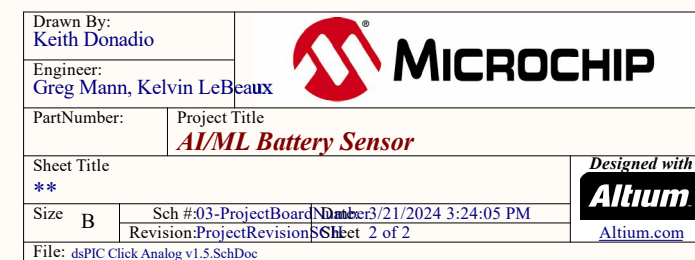 Drawn By:
Keith Donadio
Engineer:
Greg Mann, Kelvin LeBeaux
MICROCHIP
PartNumber:
Project Title
AI/ML Battery Sensor
Sheet Title
**
Designed with
Altium
Altium.com
Size B
Sch #:03-ProjectBoardNumber Date: 3/21/2024 3:24:05 PM
Revision:ProjectRevisionSCH Sheet 2 of 2
File: dsPIC Click Analog v1.5.SchDoc